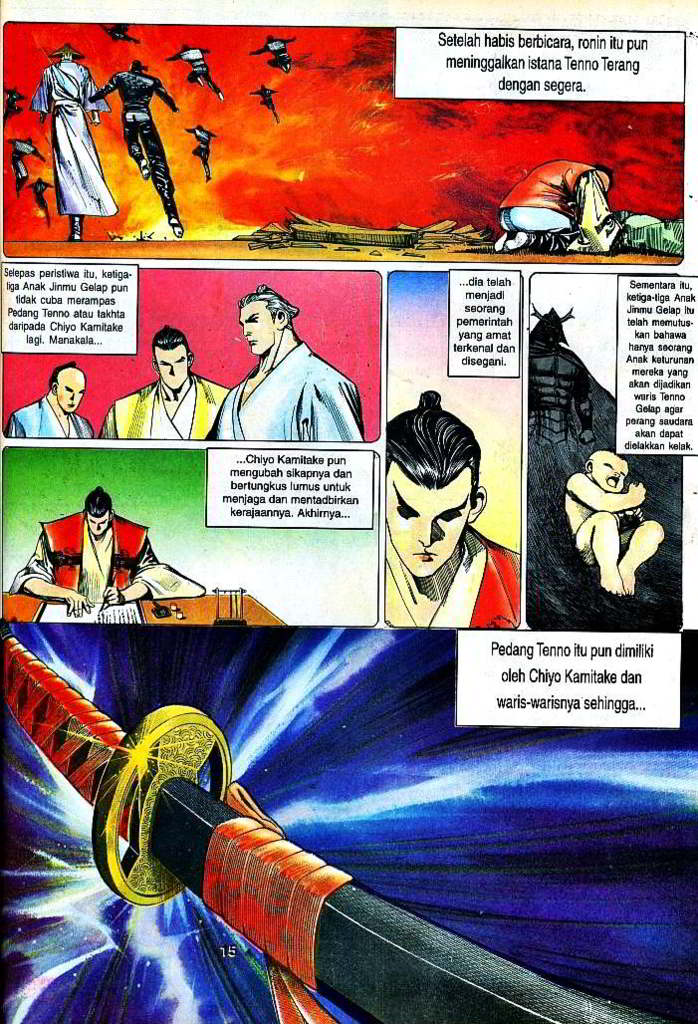 Setelah habis berbicara, ronin itu pun
meninggalkan istana Tenno Terang
dengan segera.
Selepas peristiwa itu, ketiga-
tiga Anak Jinmu Gelap pun
tidak cuba merampas
Pedang Tenno atau takhta
daripada Chiyo Kamitake
lagi. Manakala...
...dia telah
menjadi
seorang
pemerintah
yang amat
terkenal dan
disegani.
Sementara itu,
ketiga-tiga Anak
Jinmu Gelap itu
telah memutus-
kan bahawa
hanya seorang
Anak keturunan
mereka yang
akan dijadikan
waris Tenno
Gelap agar
perang saudara
akan dapat
dielakkan kelak.
...Chiyo Kamitake pun
mengubah sikapnya dan
bertungkus lumus untuk
menjaga dan mentadbirkan
kerajaannya. Akhirnya...
Pedang Tenno itu pun dimiliki
oleh Chiyo Kamitake dan
waris-warisnya sehingga...
15